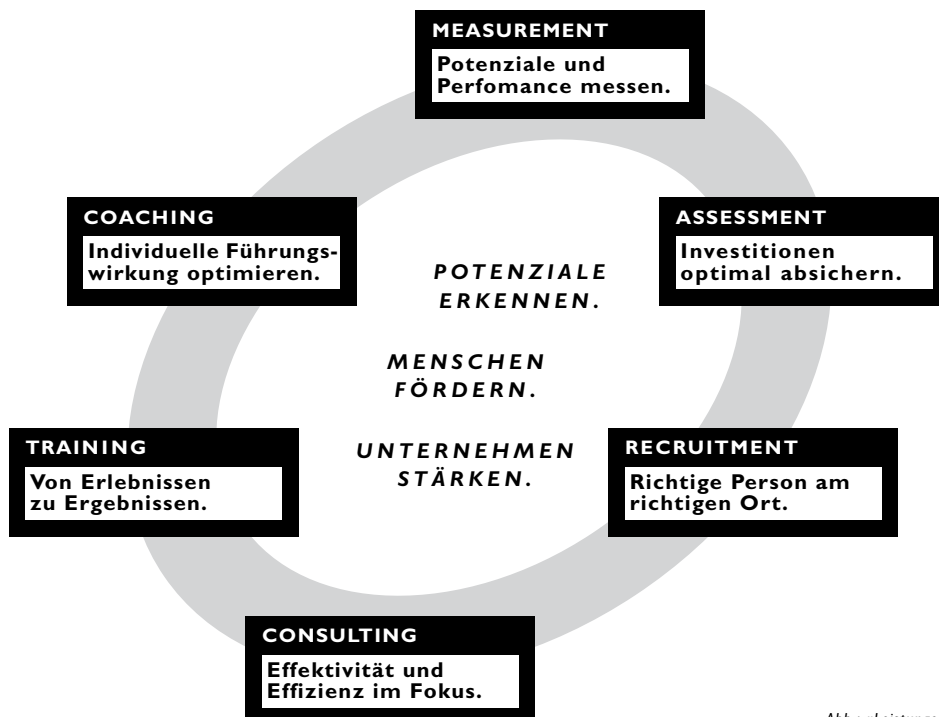 MEASUREMENT
Potenziale und
Perfomance messen.
COACHING
Individuelle Führungs-
wirkung optimieren.
ASSESSMENT
Investitionen
optimal absichern.
POTENZIALE
ERKENNEN.
MENSCHEN
FÖRDERN.
UNTERNEHMEN
STÄRKEN.
TRAINING
Von Erlebnissen
zu Ergebnissen.
RECRUITMENT
Richtige Person am
richtigen Ort.
CONSULTING
Effektivität und
Effizienz im Fokus.